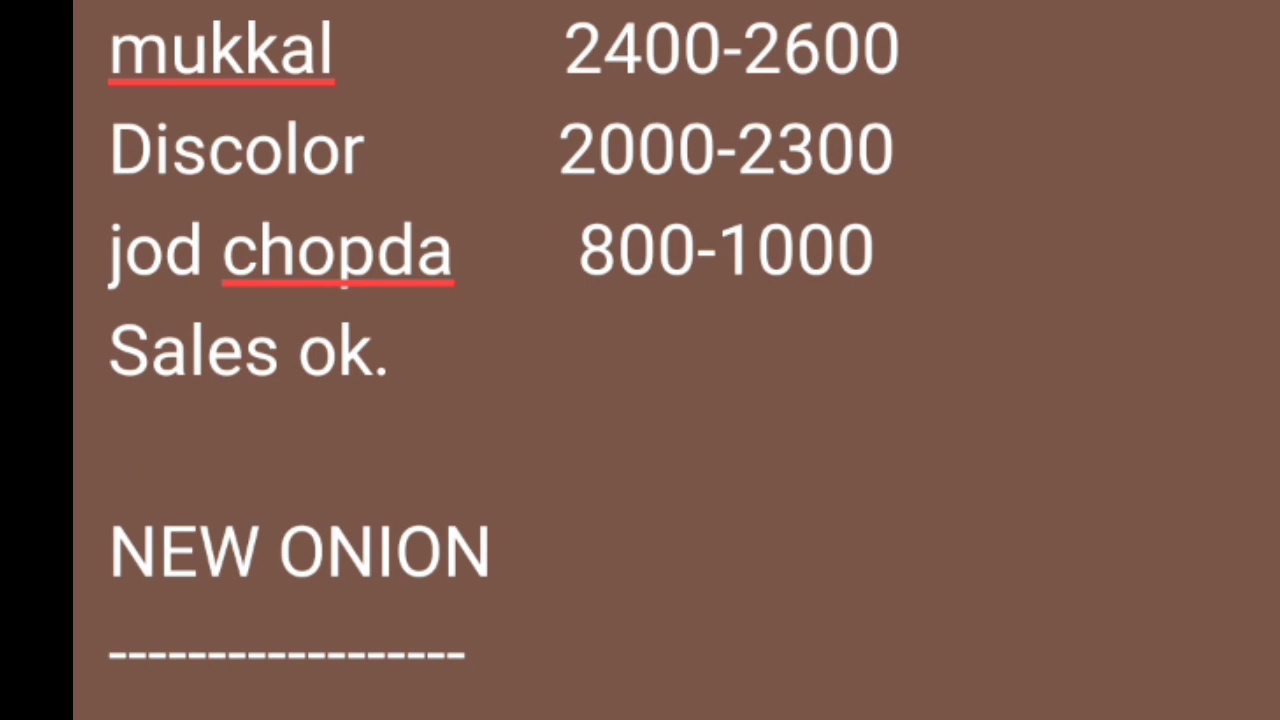 mukkal 2400-2600
Discolor 2000-2300
jod chopda 800-1000
Sales ok.
NEW ONION
------------------